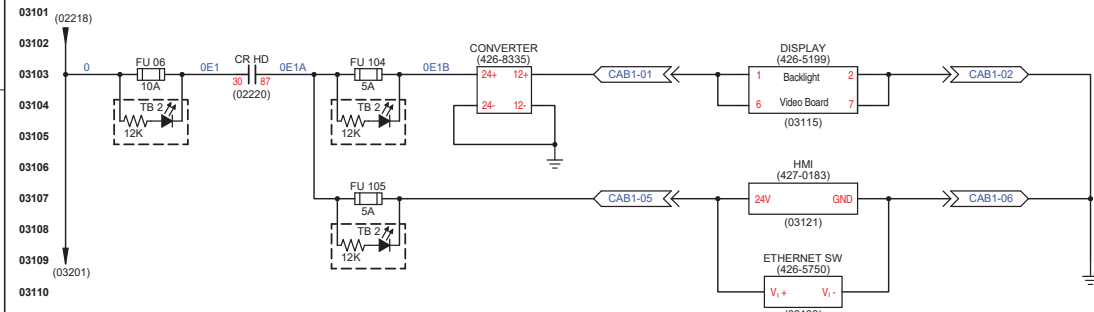 03101
(02218)
03102
CONVERTER
(426-8335)
DISPLAY
(426-5199)
03103
0
FU 06
10A
0E1
CR HD
30 87
(02220)
0E1A
FU 104
5A
0E1B
24+ 12+
CAB1-01
1 Backlight 2
CAB1-02
03104
TB 2
12K
TB 2
12K
24- 12-
6 Video Board 7
(03115)
03105
03106
HMI
(427-0183)
03107
FU 105
5A
CAB1-05
24V GND
CAB1-06
03108
TB 2
12K
(03121)
03109
(03201)
ETHERNET SW
(426-5750)
03110
V I + V I -